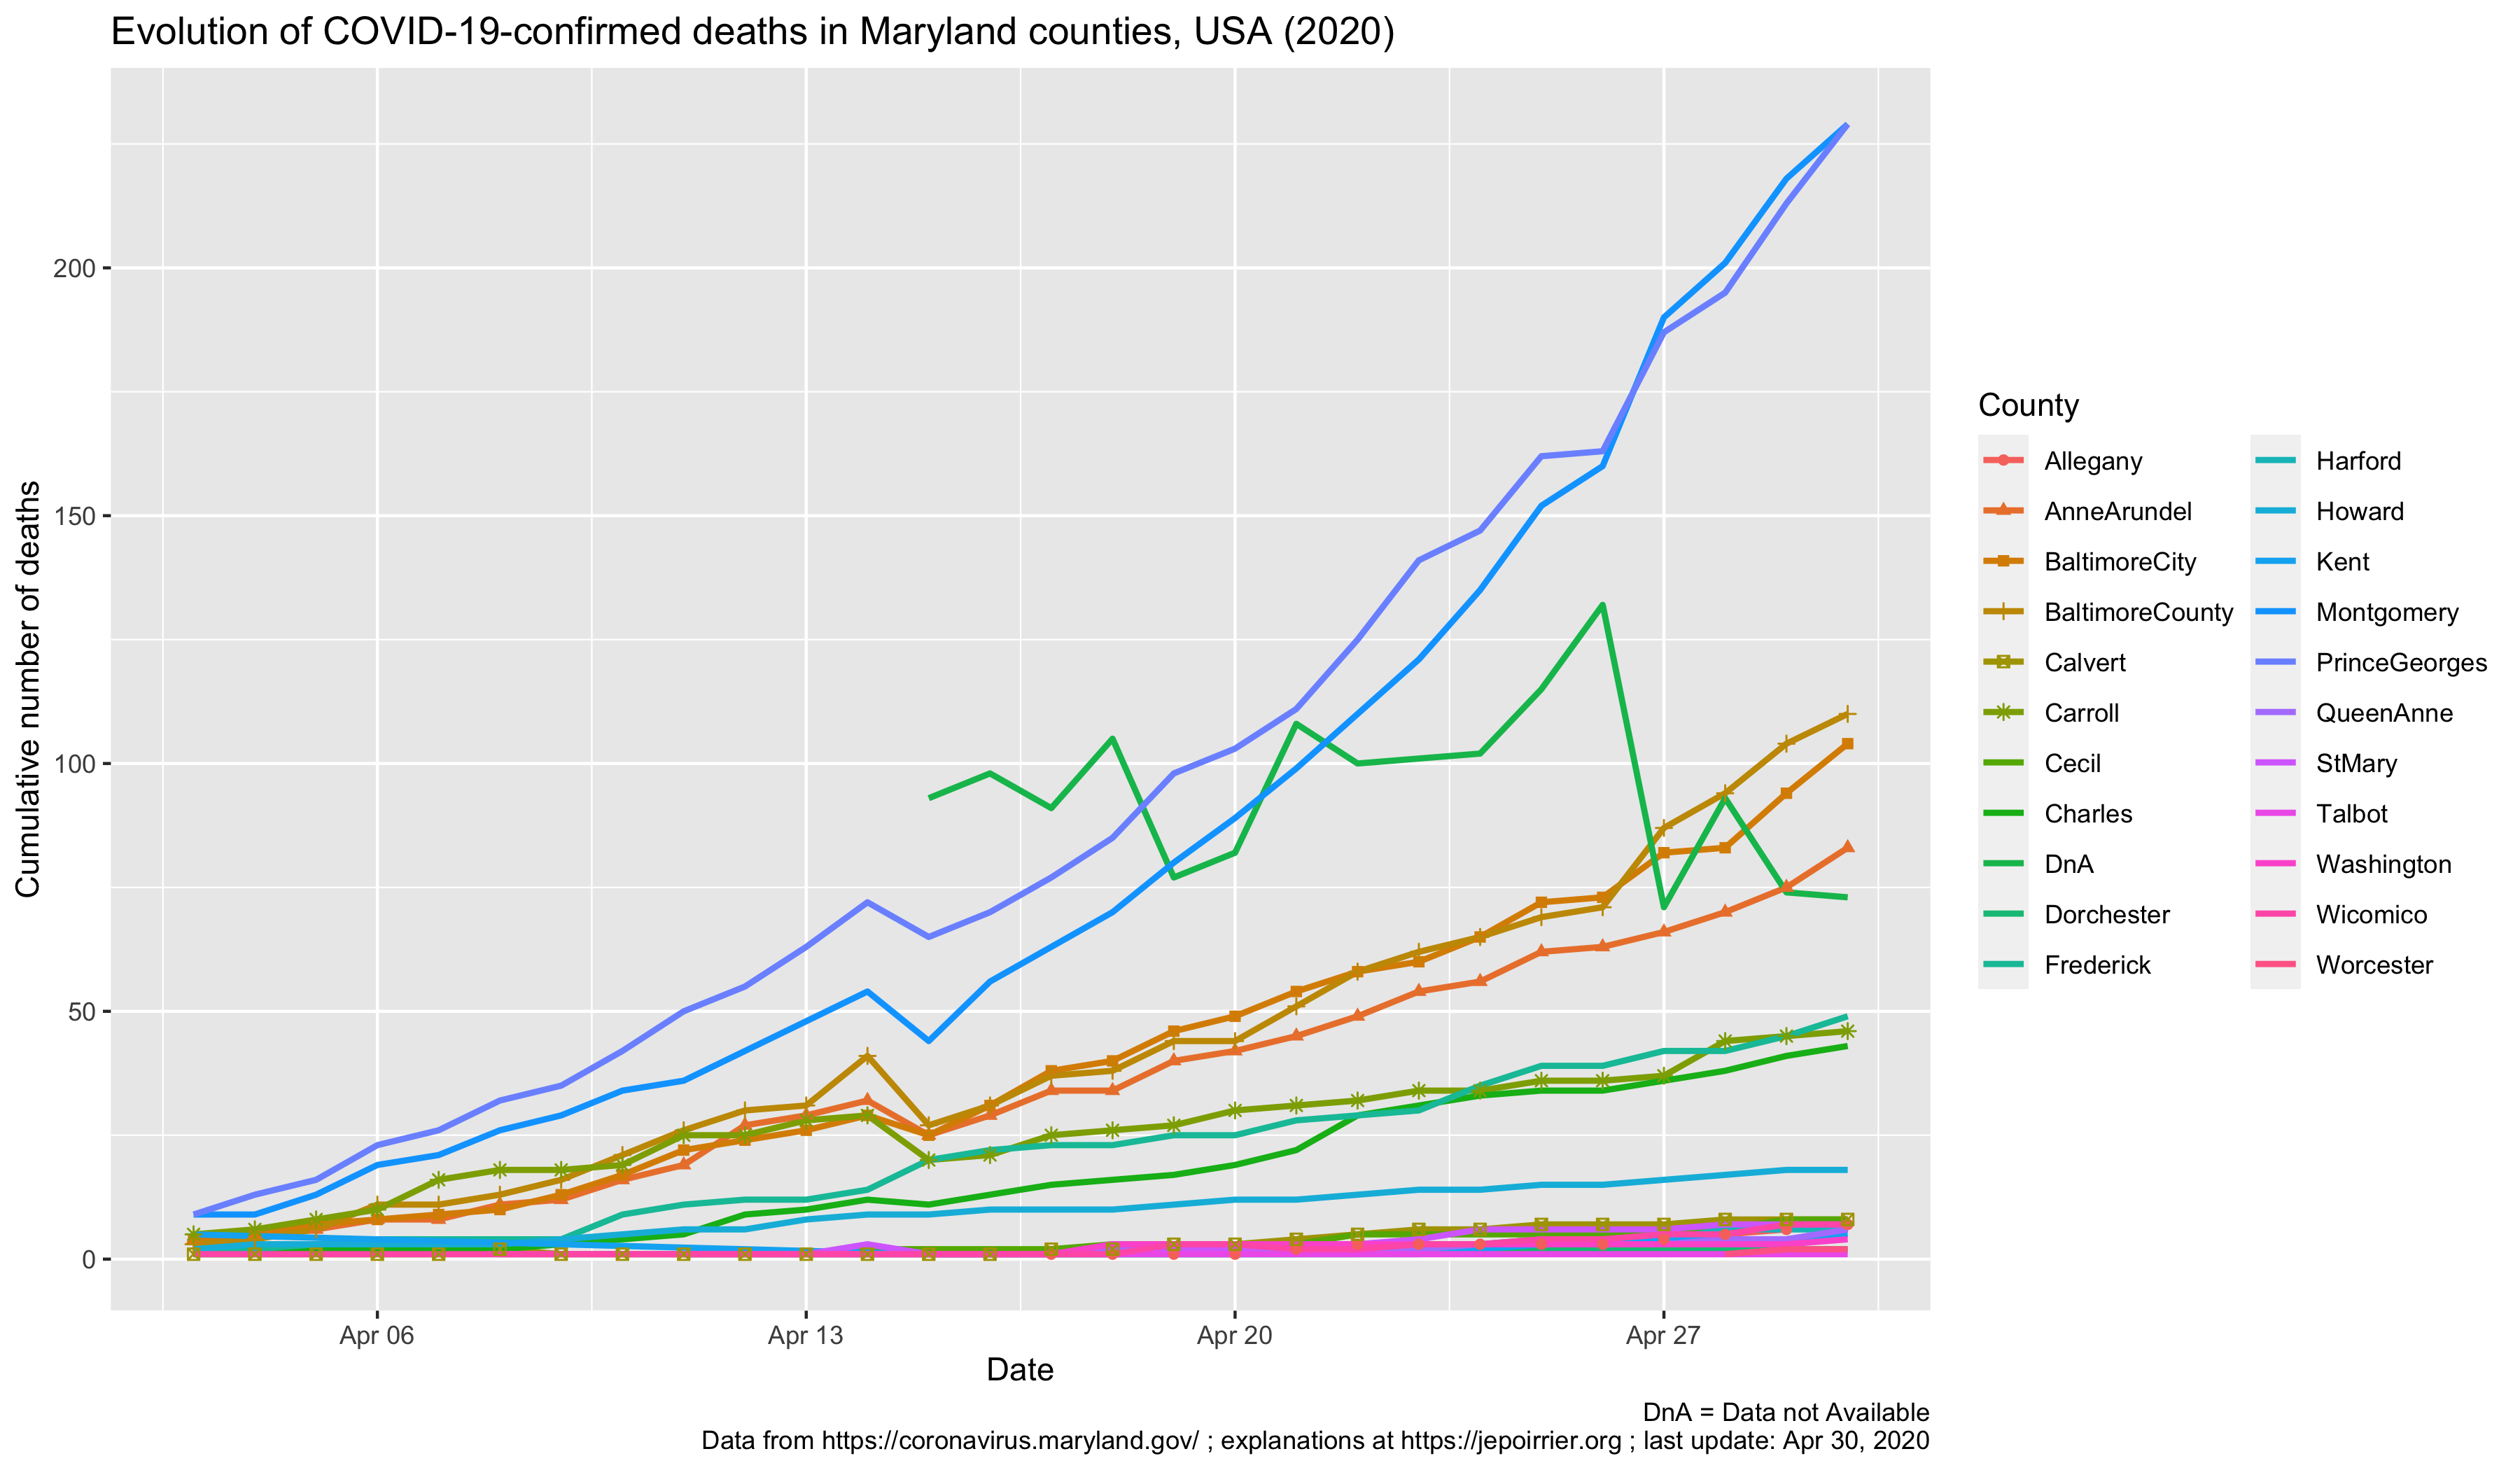 Evolution of COVID-19-confirmed deaths in Maryland counties, USA (2020)
Cumulative number of deaths
200
150
100
50
0
Apr 06
Apr 13
Apr 20
Apr 27
Date
County
Allegany
AnneArundel
BaltimoreCity
BaltimoreCounty
Calvert
Carroll
Cecil
Charles
DnA
Dorchester
Frederick
Harford
Howard
Kent
Montgomery
PrinceGeorges
QueenAnne
StMary
Talbot
Washington
Wicomico
Worcester
DnA = Data not Available
Data from https://coronavirus.maryland.gov/ ; explanations at https://jepoirrier.org ; last update: Apr 30, 2020